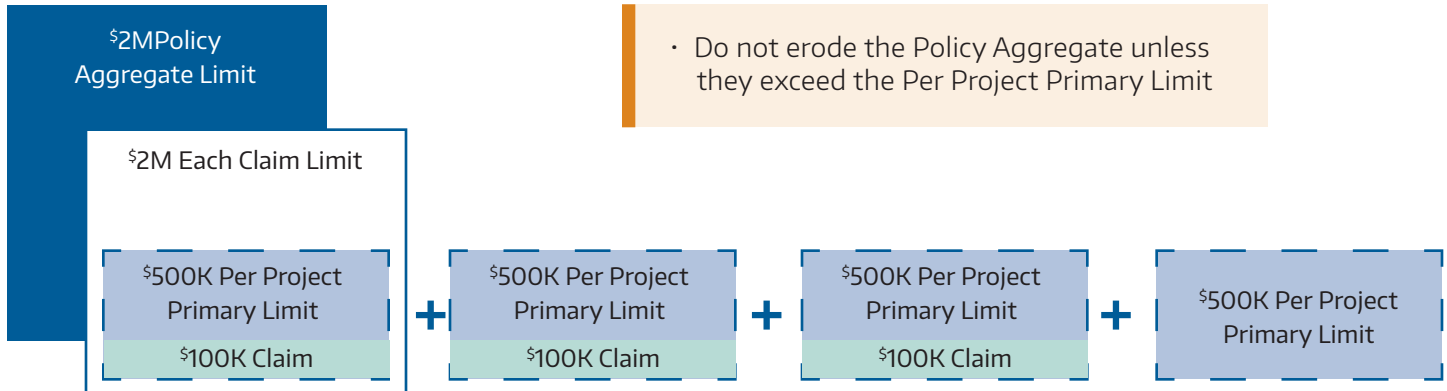 $2MPolicy
Aggregate Limit
• Do not erode the Policy Aggregate unless
they exceed the Per Project Primary Limit
$2M Each Claim Limit
$500K Per Project
Primary Limit
$100K Claim
+
$500K Per Project
Primary Limit
$100K Claim
+
$500K Per Project
Primary Limit
$100K Claim
+
$500K Per Project
Primary Limit